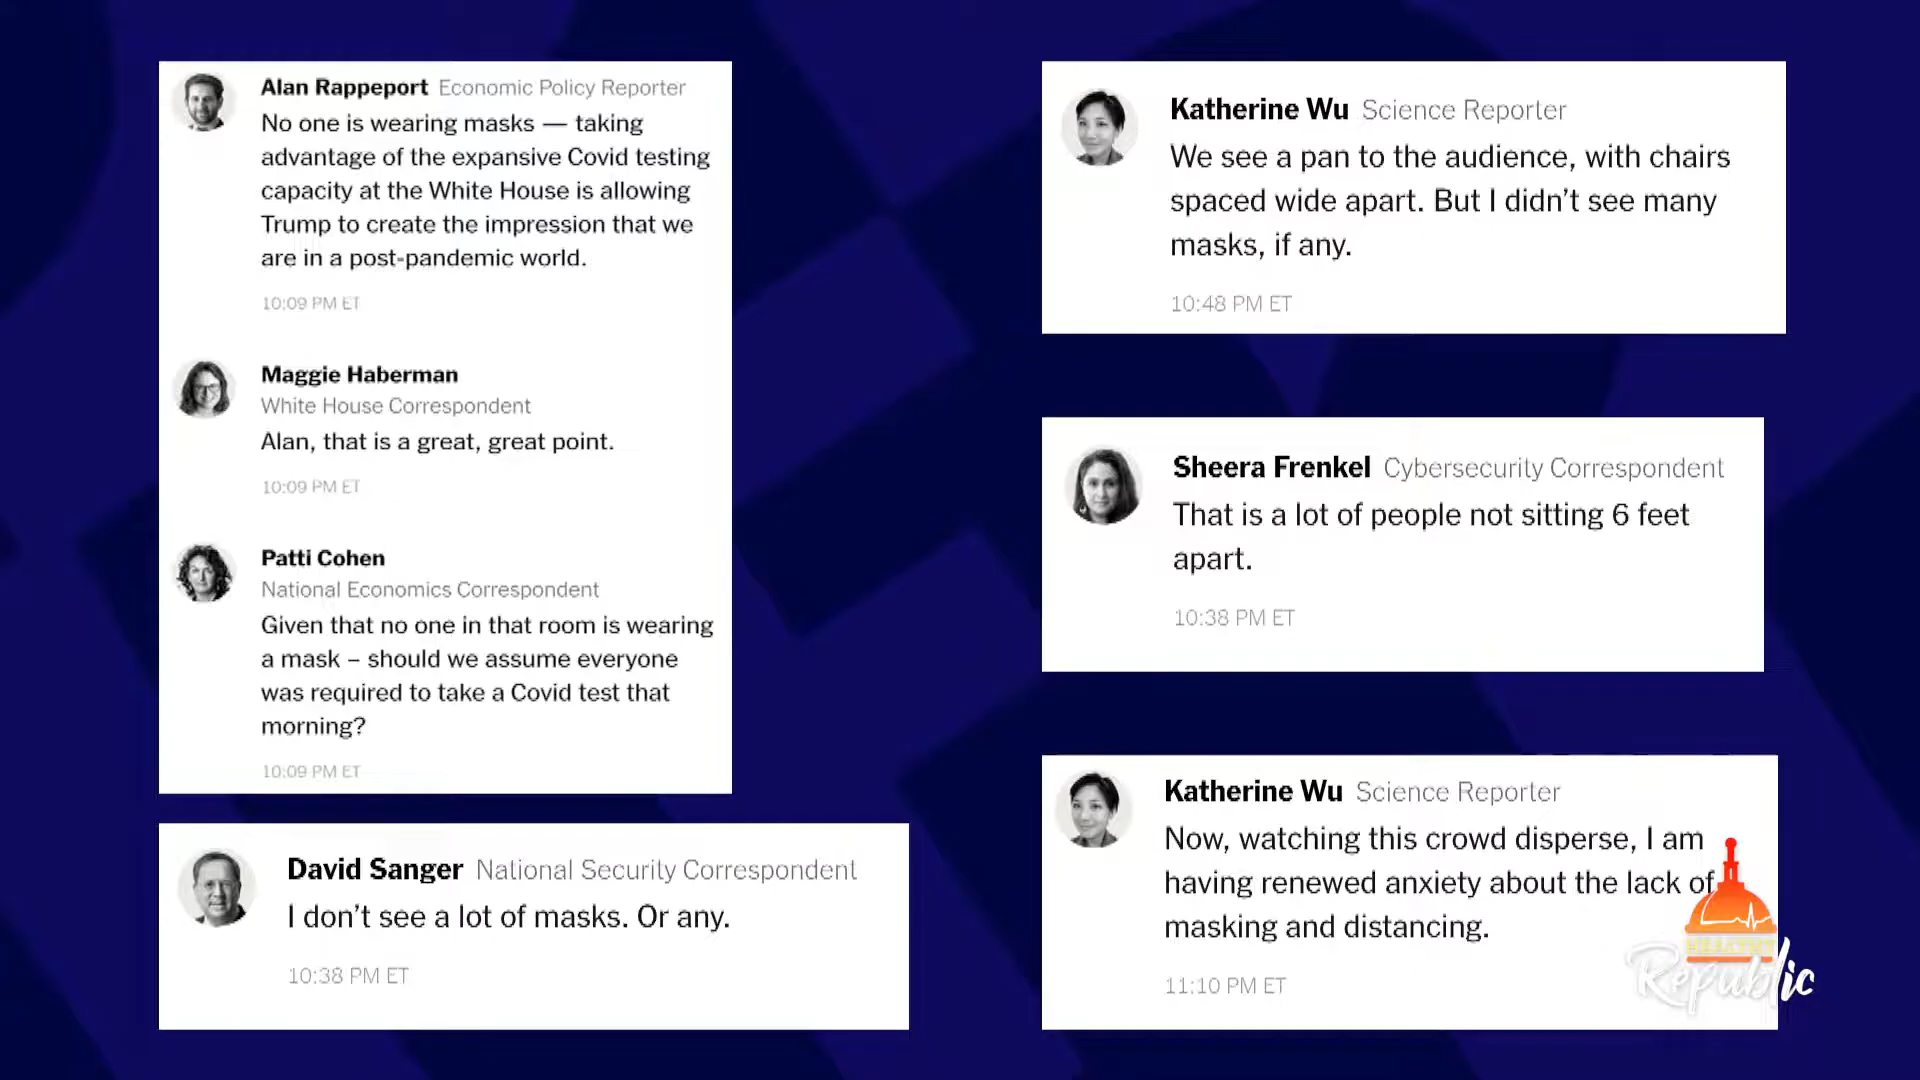 Alan Rappeport Economic Policy Reporter
No one is wearing masks — taking
advantage of the expansive Covid testing
capacity at the White House is allowing
Trump to create the impression that we
are in a post-pandemic world.
10:09 PM ET
Maggie Haberman
White House Correspondent
Alan, that is a great, great point.
10:09 PM ET
Patti Cohen
National Economics Correspondent
Given that no one in that room is wearing
a mask – should we assume everyone
was required to take a Covid test that
morning?
10:09 PM ET
David Sanger National Security Correspondent
I don’t see a lot of masks. Or any.
10:38 PM ET
Katherine Wu Science Reporter
We see a pan to the audience, with chairs
spaced wide apart. But I didn’t see many
masks, if any.
10:48 PM ET
Sheera Frenkel Cybersecurity Correspondent
That is a lot of people not sitting 6 feet
apart.
10:38 PM ET
Katherine Wu Science Reporter
Now, watching this crowd disperse, I am
having renewed anxiety about the lack of
masking and distancing.
11:10 PM ET
HEALTHY
Republic